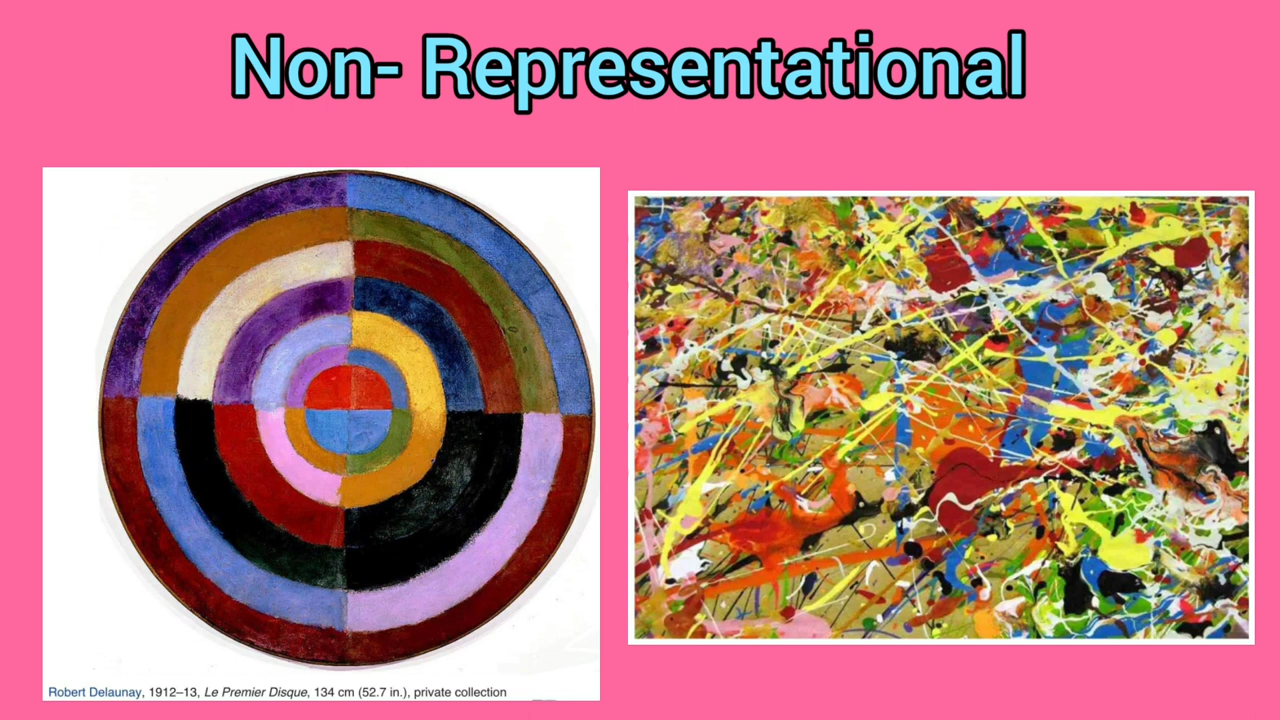 Non- Representational
Robert Delaunay, 1912–13, Le Premier Disque, 134 cm (52.7 in.), private collection